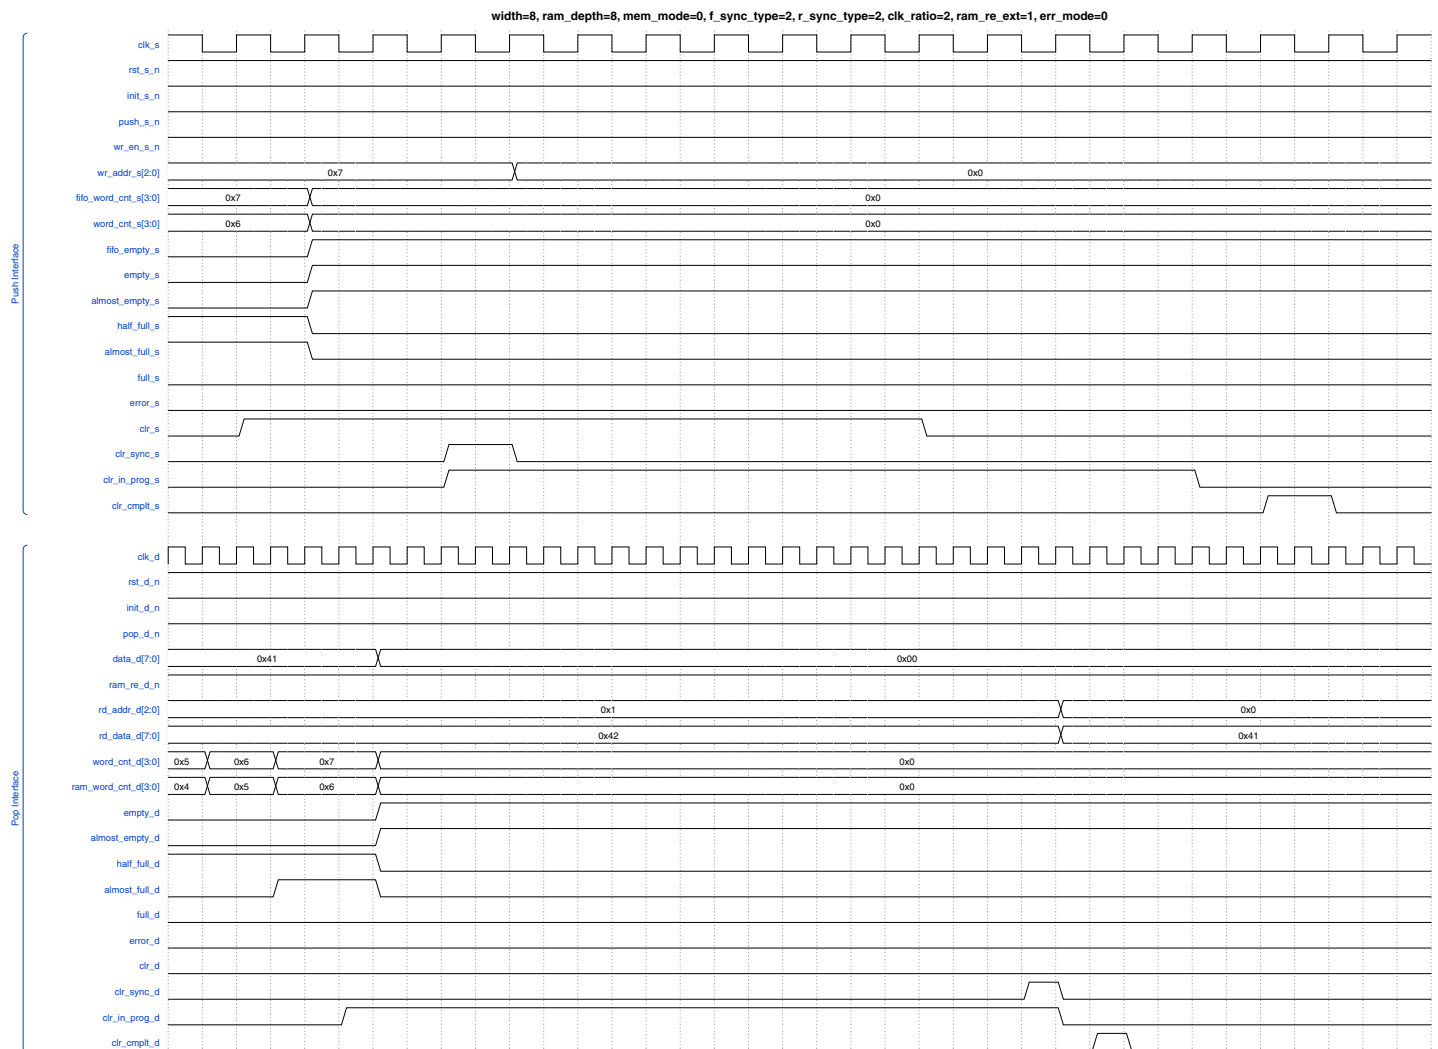 width=8, ram_depth=8, mem_mode=0, f_sync_type=2, r_sync_type=2, clk_ratio=2, ram_re_ext=1, err_mode=0
Push Interface
clk_s
rst_s_n
init_s_n
push_s_n
wr_en_s_n
wr_addr_s[2:0] 0x7 0x0
fifo_word_cnt_s[3:0] 0x7 0x0
word_cnt_s[3:0] 0x6 0x0
fifo_empty_s
empty_s
almost_empty_s
half_full_s
almost_full_s
full_s
error_s
clr_s
clr_sync_s
clr_in_prog_s
clr_cmplt_s
Pop Interface
clk_d
rst_d_n
init_d_n
pop_d_n
data_d[7:0] 0x41 0x00
ram_re_d_n
rd_addr_d[2:0] 0x1 0x0
rd_data_d[7:0] 0x42 0x41
word_cnt_d[3:0] 0x5 0x6 0x7 0x0
ram_word_cnt_d[3:0] 0x4 0x5 0x6 0x0
empty_d
almost_empty_d
half_full_d
almost_full_d
full_d
error_d
clr_d
clr_sync_d
clr_in_prog_d
clr_cmplt_d